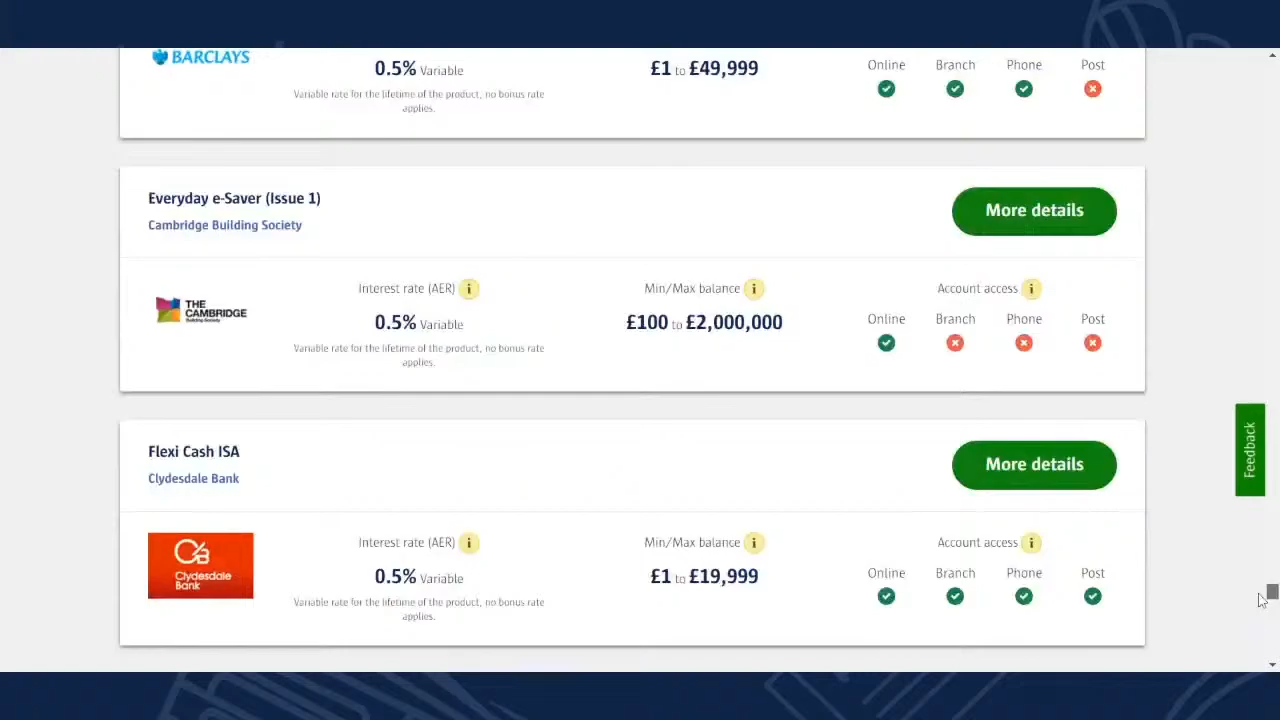 BARCLAYS
0.5% Variable
Variable rate for the lifetime of the product, no bonus rate
applies.
£1 to £49,999
Online Branch Phone Post
Everyday e-Saver (Issue 1)
Cambridge Building Society
More details
THE
CAMBRIDGE
Building Society
Interest rate (AER) i
0.5% Variable
Variable rate for the lifetime of the product, no bonus rate
applies.
Min/Max balance i
£100 to £2,000,000
Account access i
Online Branch Phone Post
Flexi Cash ISA
Clydesdale Bank
More details
CB
Clydesdale
Bank
Interest rate (AER) i
0.5% Variable
Variable rate for the lifetime of the product, no bonus rate
applies.
Min/Max balance i
£1 to £19,999
Account access i
Online Branch Phone Post
Feedback